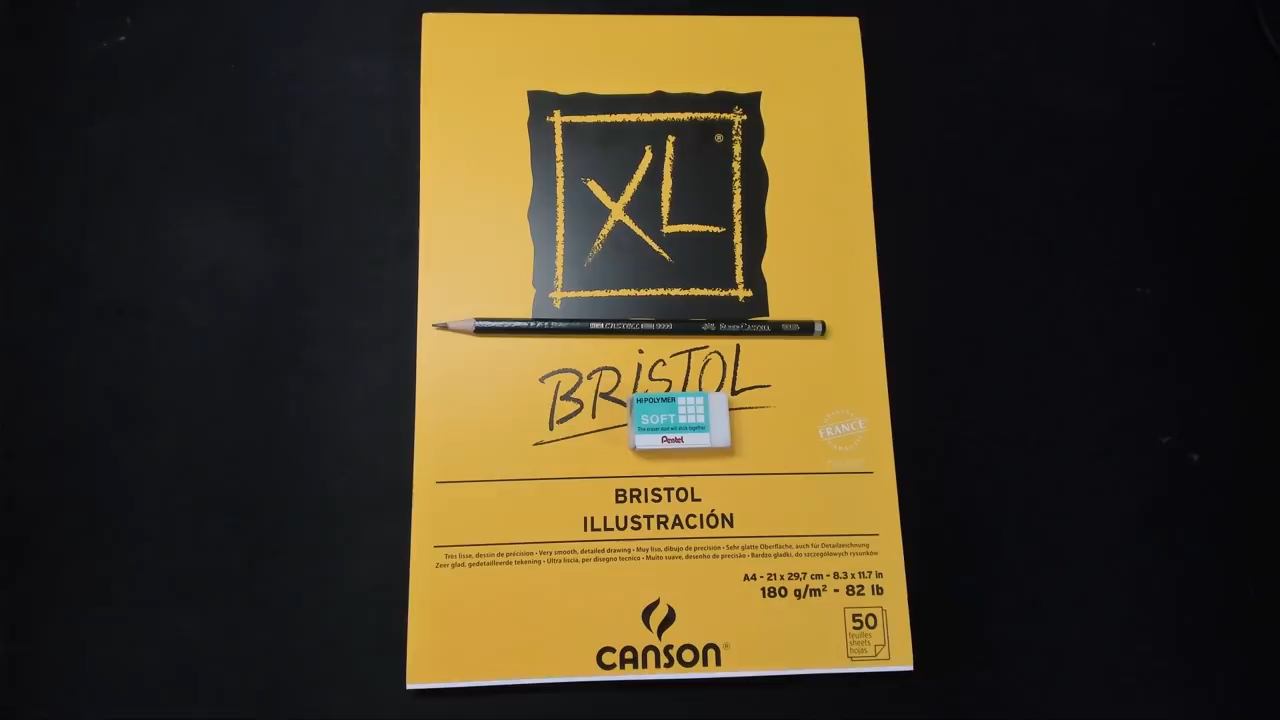 XL®
CASTELL 9000 FABER-CASTELL
BRISTOL
HI-POLYMER
SOFT
The eraser dust will stick together
Pentel
FRANCE
BRISTOL
ILLUSTRACIÓN
Très lisse, dessin de précision • Very smooth, detailed drawing • Muy liso, dibujo de precisión • Sehr glatte Oberfläche, auch für Detailzeichnung
Zeer glad, gedetailleerde tekening • Ultra liscia, per disegno tecnico • Muito suave, desenho de precisão • Bardzo gładki, do szczegółowych rysunków
A4 - 21 x 29,7 cm - 8.3 x 11.7 in
180 g/m² - 82 lb
50
feuilles
sheets
hojas
CANSON®